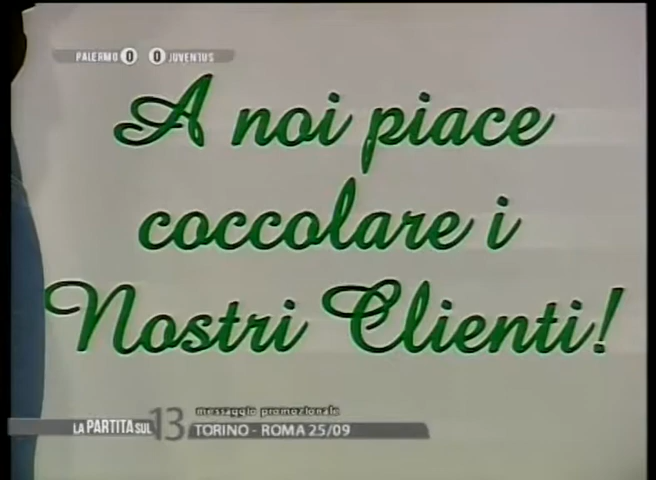 PALERMO 0 0 JUVENTUS
A noi piace
coccolare i
Nostri Clienti!
messaggio promozionale
LA PARTITA SUL 13 TORINO - ROMA 25/09